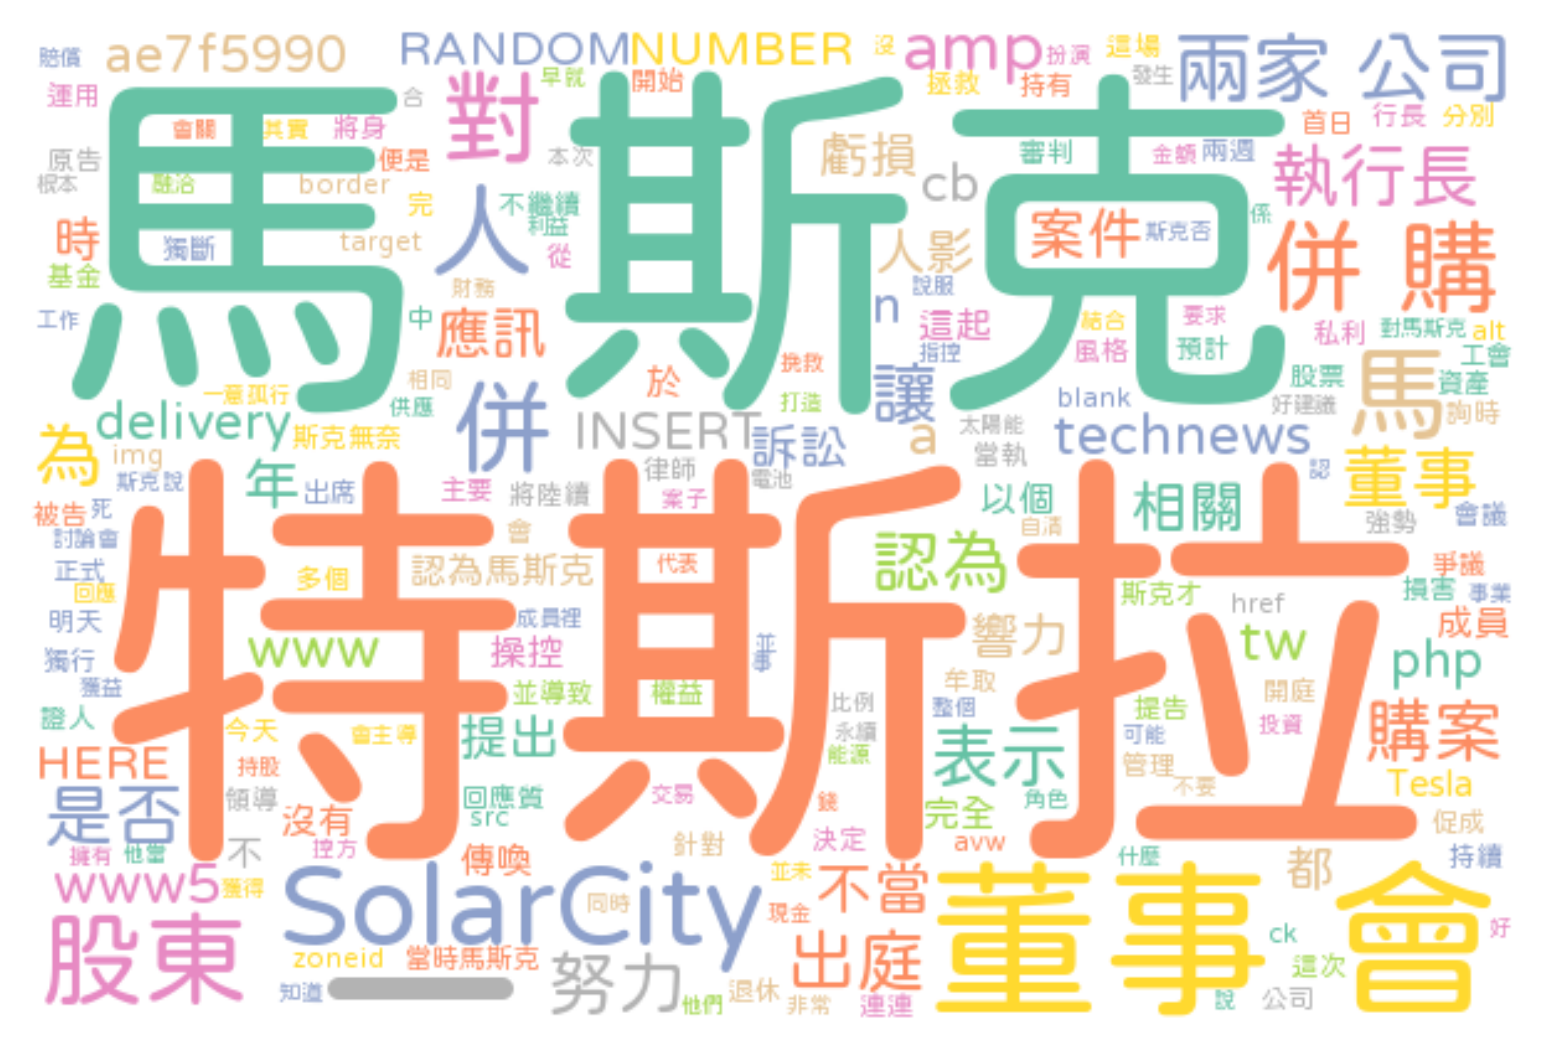 賠償 ae7f5990 RANDOMNUMBER 沒 amp 扮演 這場 兩家 公司
運用 早就 開始 拯救 持有 發生
馬斯克
合 對 首日 行長 分別
會關 其實 將身
原告 便是 本次 虧損 審判 金額 兩週 執行長
根本 融洽 border 完 不繼續 cb
時 獨斷 target 人 利益 從 人影 案件 斯克否 係 併 購
基金 財務 說服
工作 中 應訊 n 這起 結合 要求 私利 對馬斯克 alt
挽救 指控 風格 預計 工會
一意孤行 相同 於 讓 股票 資產 馬
delivery 供應 併 打造 blank 好建議 詢時
為 img 斯克無奈 INSERT 訴訟 a 太陽能 technews
斯克說 年 出席 主要 將陸續 律師 電池 當執 認 董事
特斯拉
被告 死 案子 以個 相關 強勢 會議
討論會 會 自清
正式 多個 認為馬斯克 代表 認為 爭議
回應 斯克才 損害 事業
明天 成員裡 響力 href 成員
獨行 www 操控 並事 tw php
獲益 並導致 權益 牟取 開庭
證人 今天 會主導 提出 比例 整個 提告 投資 購案
HERE 持股 永續 能源 表示 可能
是否 領導 回應質 交易 管理 不要 Tesla
沒有 src 錢 完全 角色 促成
擁有 他當 不 控方 傳喚 針對 決定 avw 什麼 都 持續
www5 獲得 SolarCity 並未 不當
股東 同時 現金 董事會 ck 好
zoneid 當時馬斯克 努力 出庭 這次
知道 他們 退休 非常 連連 說 公司